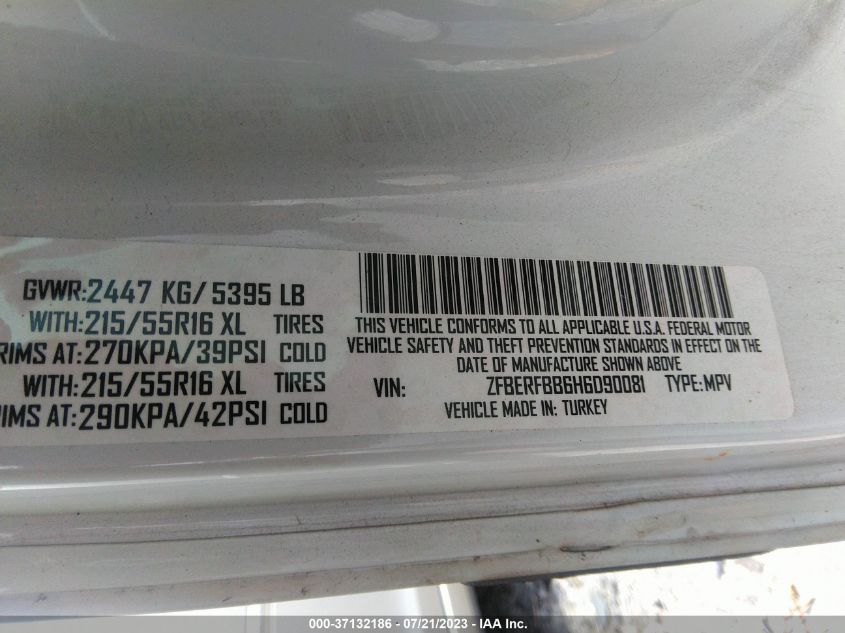 GVWR:2447 KG/5395 LB
WITH:215/55R16 XL TIRES
RIMS AT:270KPA/39PSI COLD
WITH:215/55R16 XL TIRES
IMS AT:290KPA/42PSI COLD
THIS VEHICLE CONFORMS TO ALL APPLICABLE U.S.A. FEDERAL MOTOR
VEHICLE SAFETY AND THEFT PREVENTION STANDARDS IN EFFECT ON THE
DATE OF MANUFACTURE SHOWN ABOVE
VIN: ZFBERFBB6H6D90081 TYPE:MPV
VEHICLE MADE IN: TURKEY
000-37132186 - 07/21/2023 - IAA Inc.